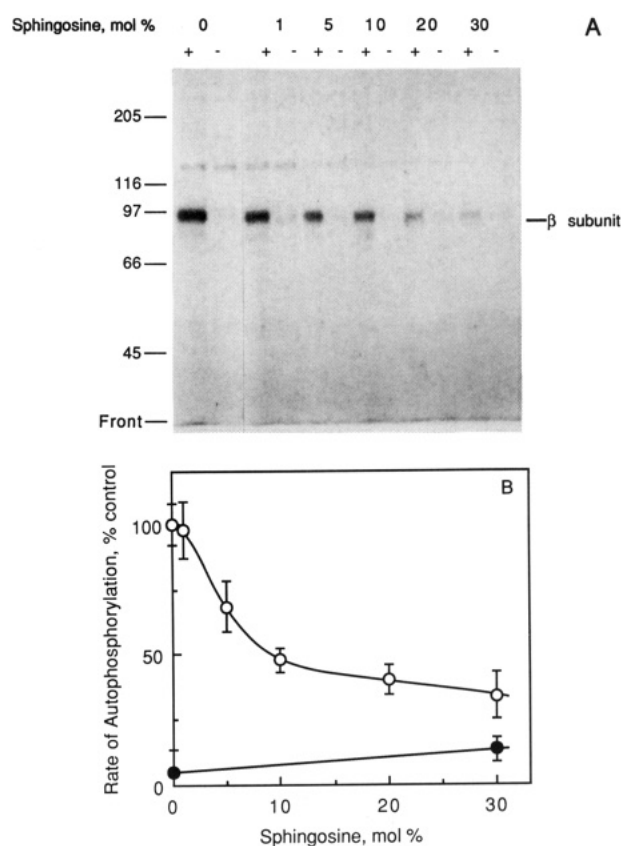 Sphingosine, mol % 0 1 5 10 20 30 A
+ - + - + - + - + - + -
205
116
97
β subunit
66
45
Front
B
Rate of Autophosphorylation, % control
100
50
0
0 10 20 30
Sphingosine, mol %